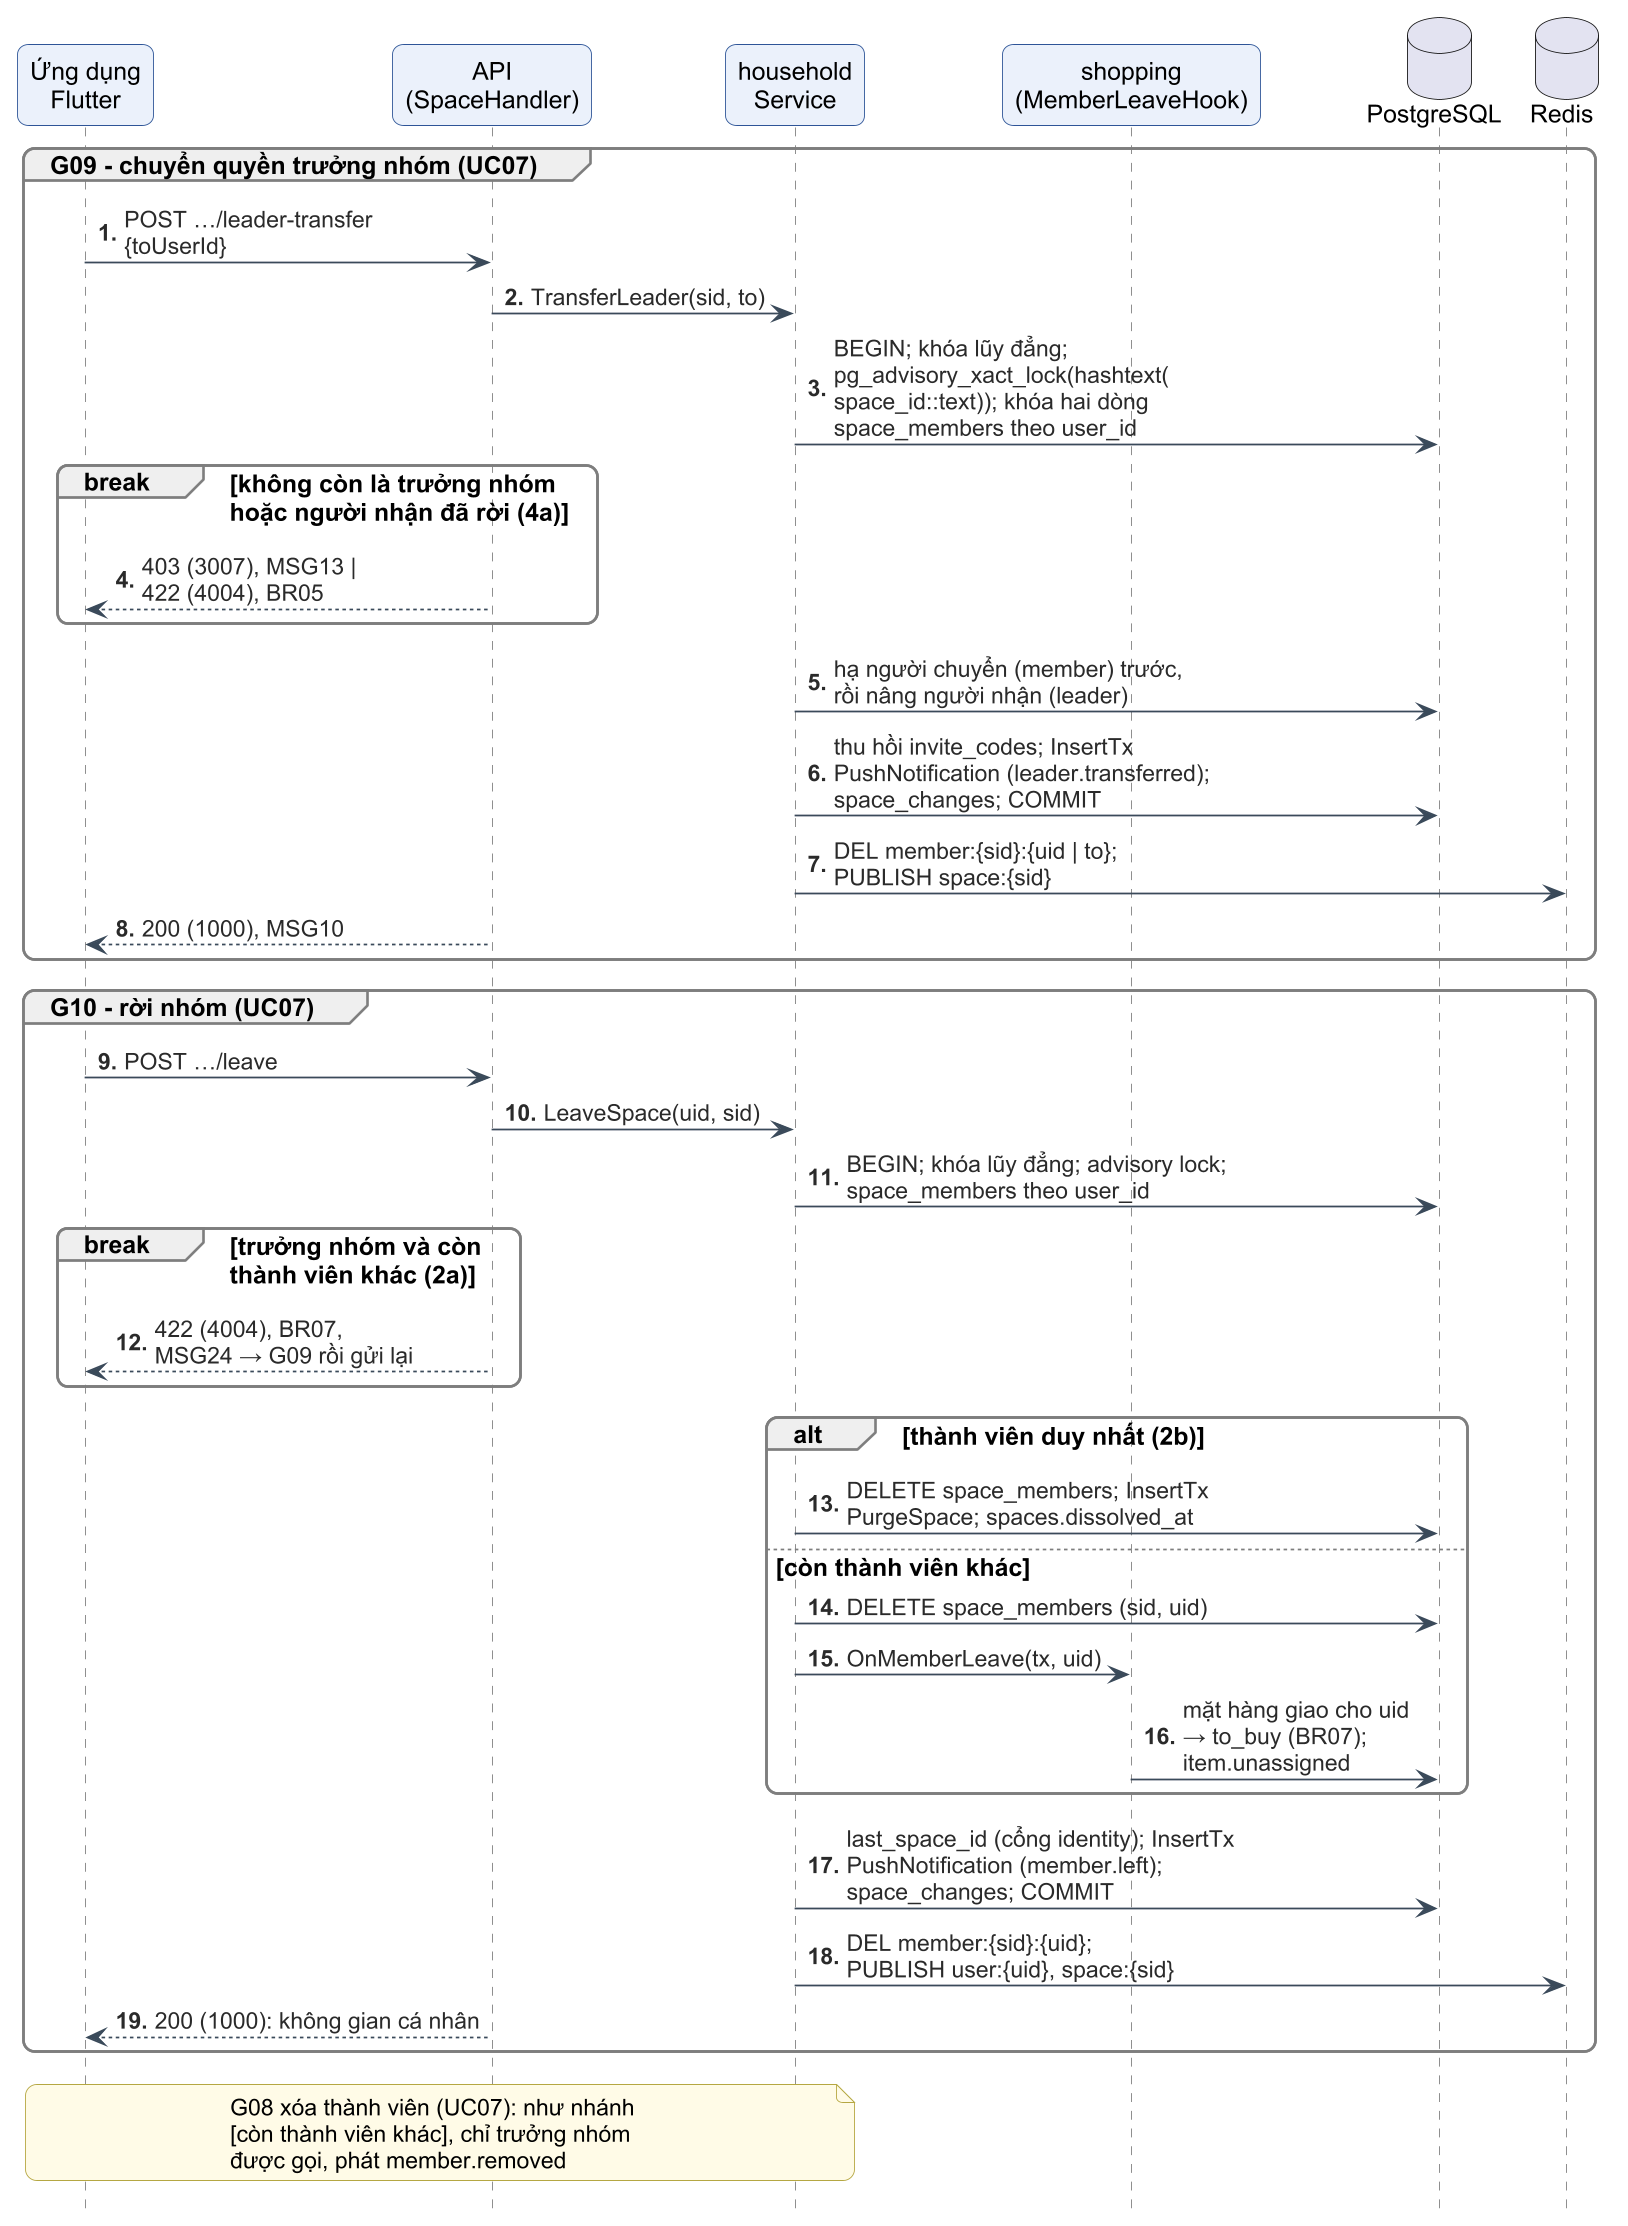 Ứng dụng
Flutter
API
(SpaceHandler)
household
Service
shopping
(MemberLeaveHook)
PostgreSQL
Redis
G09 - chuyển quyền trưởng nhóm (UC07)
1. POST …/leader-transfer
{toUserId}
2. TransferLeader(sid, to)
3. BEGIN; khóa lũy đẳng;
pg_advisory_xact_lock(hashtext(
space_id::text)); khóa hai dòng
space_members theo user_id
break
[không còn là trưởng nhóm
hoặc người nhận đã rời (4a)]
4. 403 (3007), MSG13 |
422 (4004), BR05
5. hạ người chuyển (member) trước,
rồi nâng người nhận (leader)
6. thu hồi invite_codes; InsertTx
PushNotification (leader.transferred);
space_changes; COMMIT
7. DEL member:{sid}:{uid | to};
PUBLISH space:{sid}
8. 200 (1000), MSG10
G10 - rời nhóm (UC07)
9. POST …/leave
10. LeaveSpace(uid, sid)
11. BEGIN; khóa lũy đẳng; advisory lock;
space_members theo user_id
break
[trưởng nhóm và còn
thành viên khác (2a)]
12. 422 (4004), BR07,
MSG24 → G09 rồi gửi lại
alt
[thành viên duy nhất (2b)]
13. DELETE space_members; InsertTx
PurgeSpace; spaces.dissolved_at
[còn thành viên khác]
14. DELETE space_members (sid, uid)
15. OnMemberLeave(tx, uid)
16. mặt hàng giao cho uid
→ to_buy (BR07);
item.unassigned
17. last_space_id (cổng identity); InsertTx
PushNotification (member.left);
space_changes; COMMIT
18. DEL member:{sid}:{uid};
PUBLISH user:{uid}, space:{sid}
19. 200 (1000): không gian cá nhân
G08 xóa thành viên (UC07): như nhánh
[còn thành viên khác], chỉ trưởng nhóm
được gọi, phát member.removed